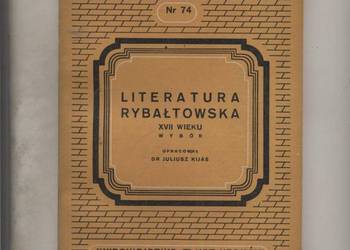 Nr 74
LITERATURA
RYBAŁTOWSKA
XVII WIEKU
WYBÓR
OPRACOWAŁ
DR JULIUSZ KIJAS